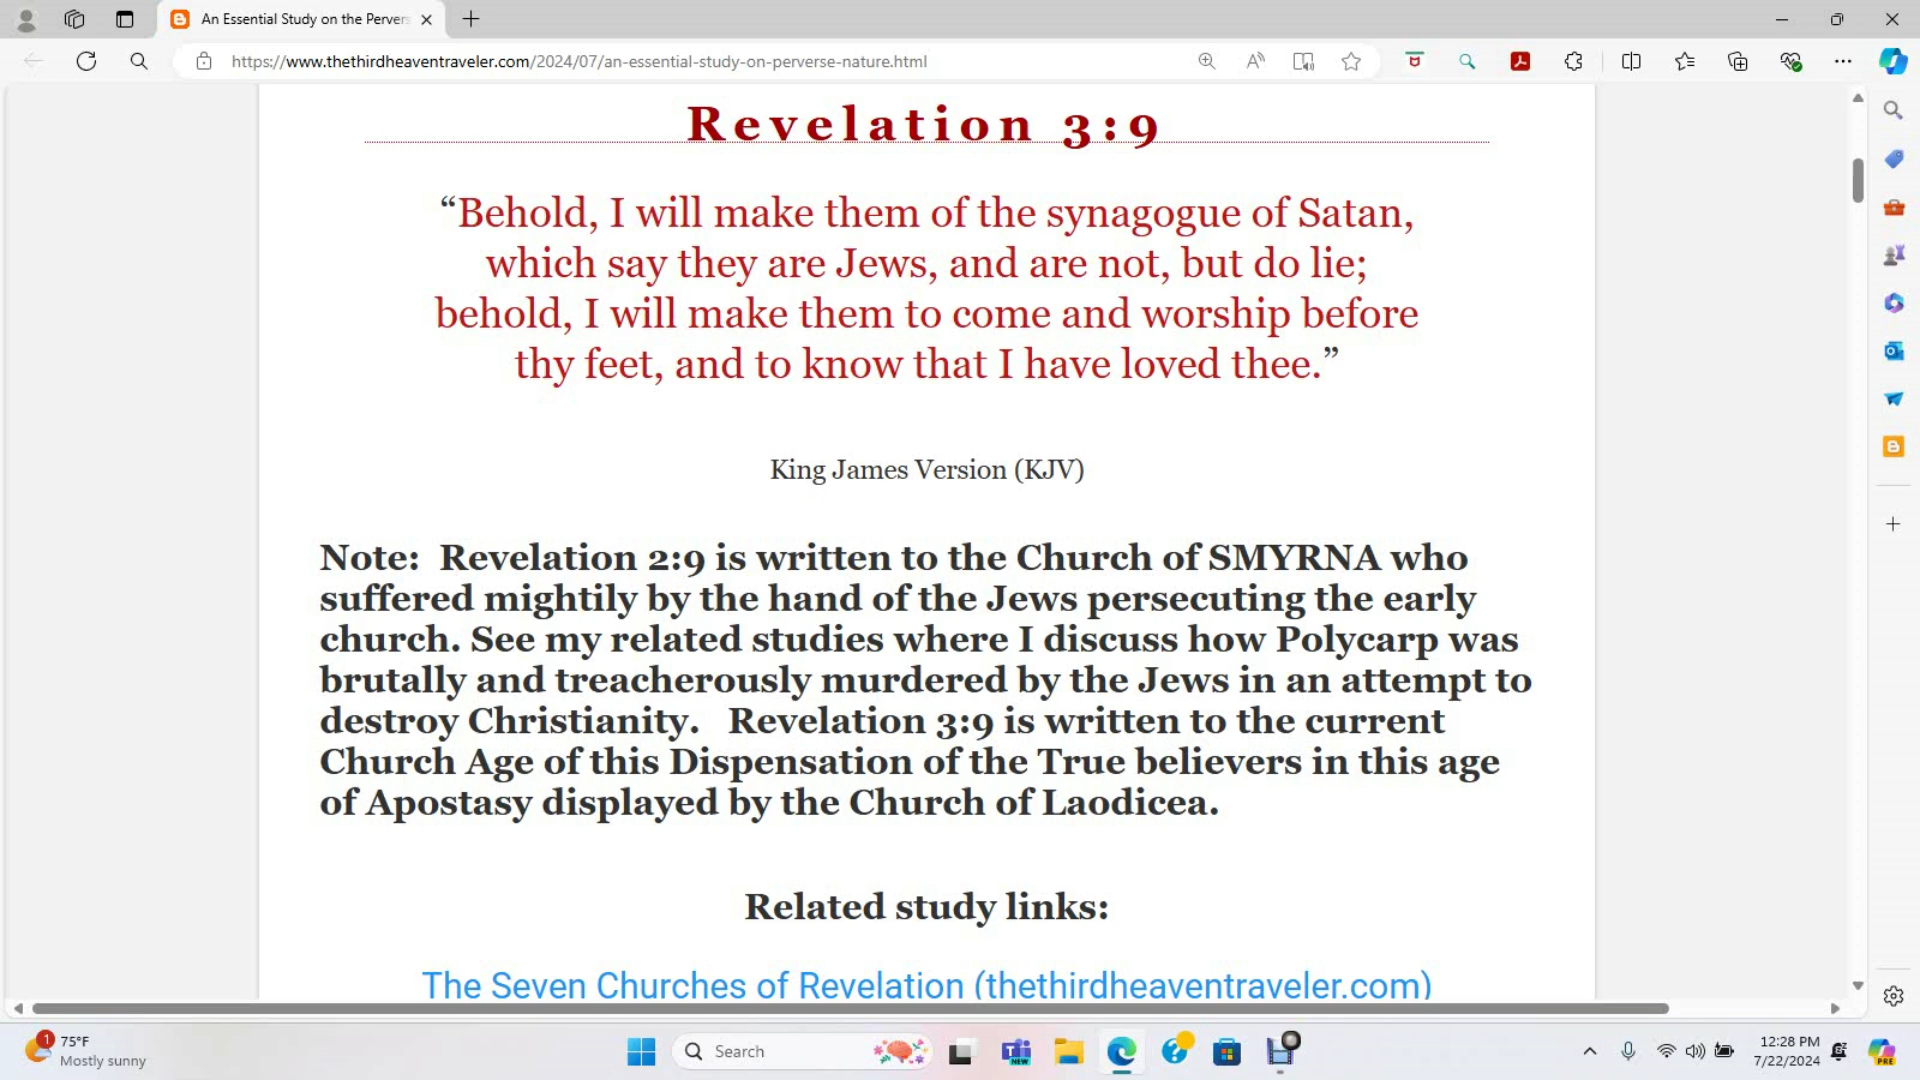 An Essential Study on the Perver
https://www.thethirdheaventraveler.com/2024/07/an-essential-study-on-perverse-nature.html
Revelation 3:9
“Behold, I will make them of the synagogue of Satan,
which say they are Jews, and are not, but do lie;
behold, I will make them to come and worship before
thy feet, and to know that I have loved thee.”
King James Version (KJV)
Note: Revelation 2:9 is written to the Church of SMYRNA who
suffered mightily by the hand of the Jews persecuting the early
church. See my related studies where I discuss how Polycarp was
brutally and treacherously murdered by the Jews in an attempt to
destroy Christianity. Revelation 3:9 is written to the current
Church Age of this Dispensation of the True believers in this age
of Apostasy displayed by the Church of Laodicea.
Related study links:
The Seven Churches of Revelation (thethirdheaventraveler.com)
1
75°F
Mostly sunny
Search
NEW
12:28 PM
7/22/2024
PRE